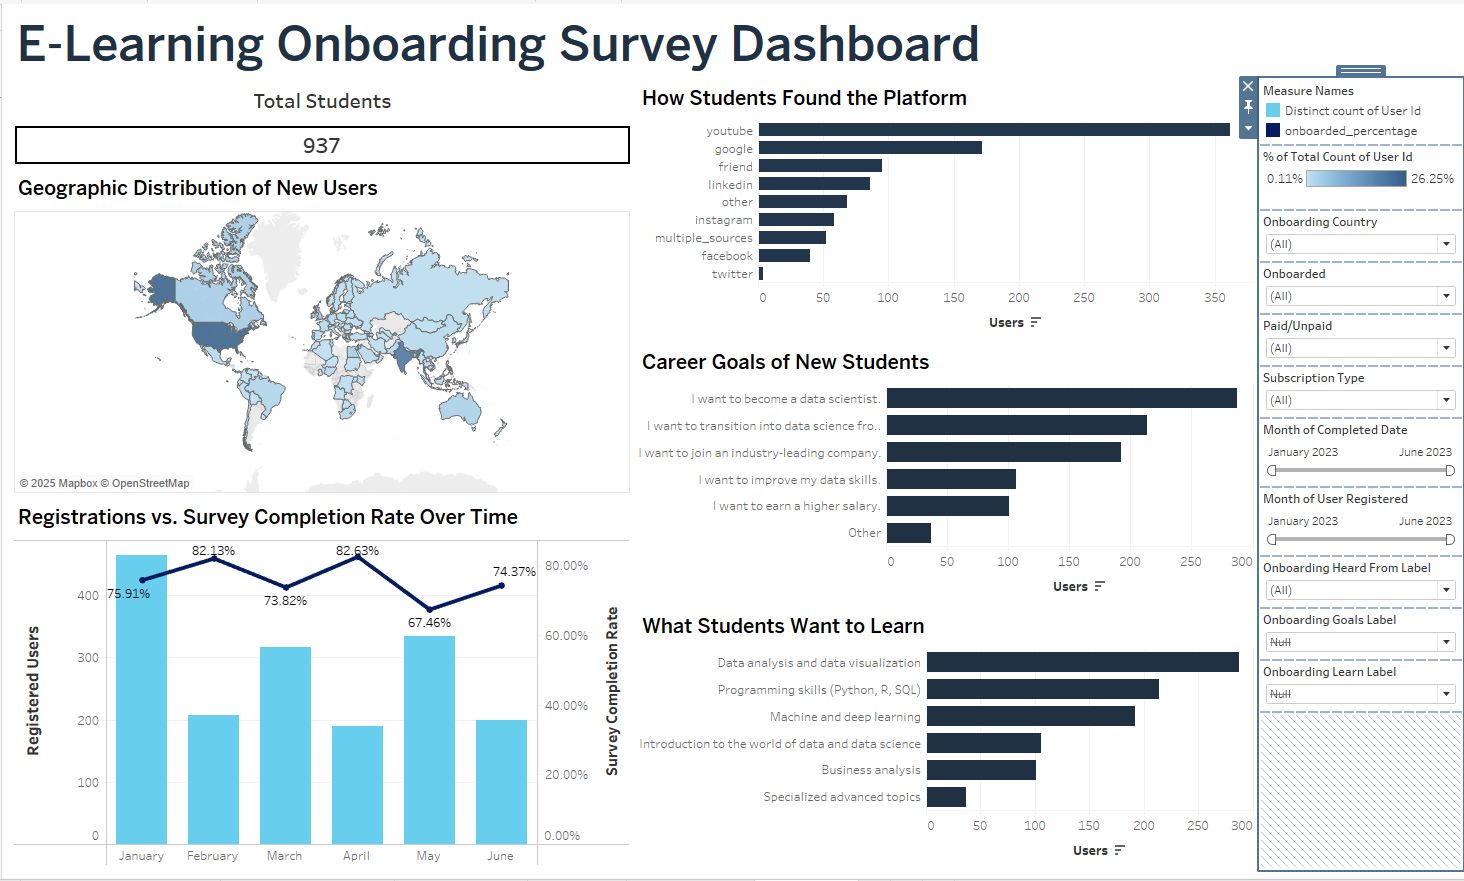 E-Learning Onboarding Survey Dashboard
Total Students
937
Geographic Distribution of New Users
© 2025 Mapbox © OpenStreetMap
Registrations vs. Survey Completion Rate Over Time
Registered Users
400
300
200
100
0
75.91%
82.13%
73.82%
82.63%
67.46%
74.37%
80.00%
60.00%
40.00%
20.00%
0.00%
Survey Completion Rate
January February March April May June
How Students Found the Platform
youtube
google
friend
linkedin
other
instagram
multiple_sources
facebook
twitter
0 50 100 150 200 250 300 350
Users
Career Goals of New Students
I want to become a data scientist.
I want to transition into data science fro..
I want to join an industry-leading company.
I want to improve my data skills.
I want to earn a higher salary.
Other
0 50 100 150 200 250 300
Users
What Students Want to Learn
Data analysis and data visualization
Programming skills (Python, R, SQL)
Machine and deep learning
Introduction to the world of data and data science
Business analysis
Specialized advanced topics
0 50 100 150 200 250 300
Users
Measure Names
Distinct count of User Id
onboarded_percentage
% of Total Count of User Id
0.11% 26.25%
Onboarding Country
(All)
Onboarded
(All)
Paid/Unpaid
(All)
Subscription Type
(All)
Month of Completed Date
January 2023 June 2023
Month of User Registered
January 2023 June 2023
Onboarding Heard From Label
(All)
Onboarding Goals Label
Null
Onboarding Learn Label
Null